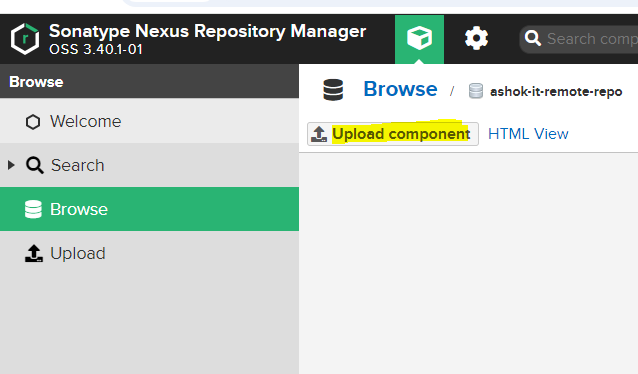 Sonatype Nexus Repository Manager
OSS 3.40.1-01
Search comp
Browse
Welcome
Search
Browse
Upload
Browse / ashok-it-remote-repo
Upload component HTML View